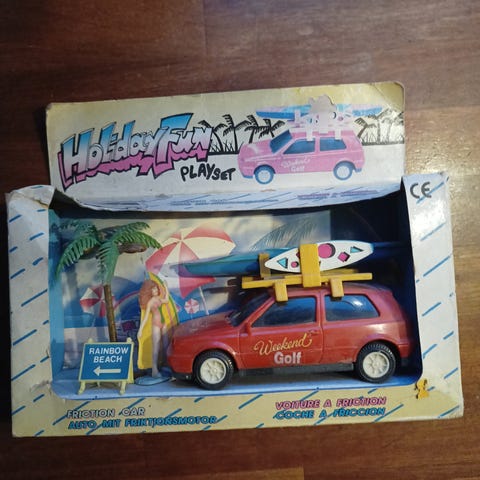 Holiday Fun
PLAYSET
Weekend
Golf
CE
RAINBOW
BEACH
Weekend
Golf
FRICTION CAR
AUTO MIT FRIKTIONSMOTOR
VOITURE A FRICTION
COCHE A FRICCION